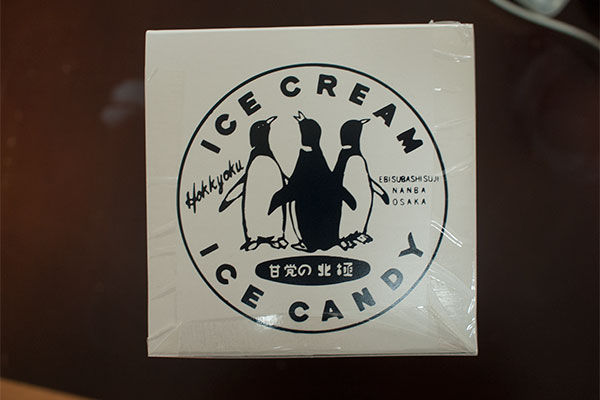 ICE CREAM
Hokkyoku
EBISUBASHISUJI
NANBA
OSAKA
甘党の北極
ICE CANDY